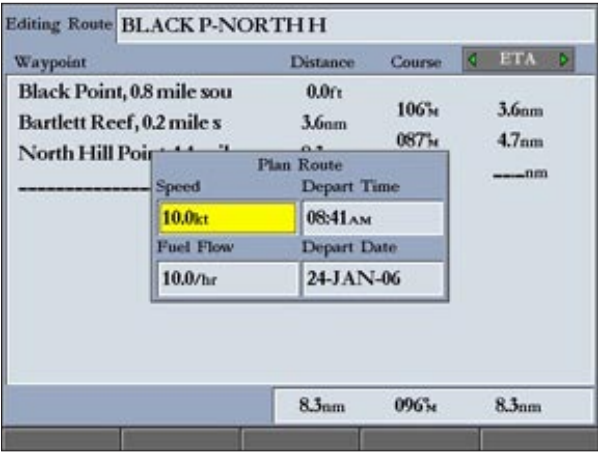 Editing Route BLACK P-NORTH H
Waypoint Distance Course ETA
Black Point, 0.8 mile sou 0.0ft
106°M 3.6nm
Bartlett Reef, 0.2 mile s 3.6nm
087°M 4.7nm
North Hill
___nm
Plan Route
Speed Depart Time
10.0kt 08:41AM
Fuel Flow Depart Date
10.0/hr 24-JAN-06
8.3nm 096°M 8.3nm